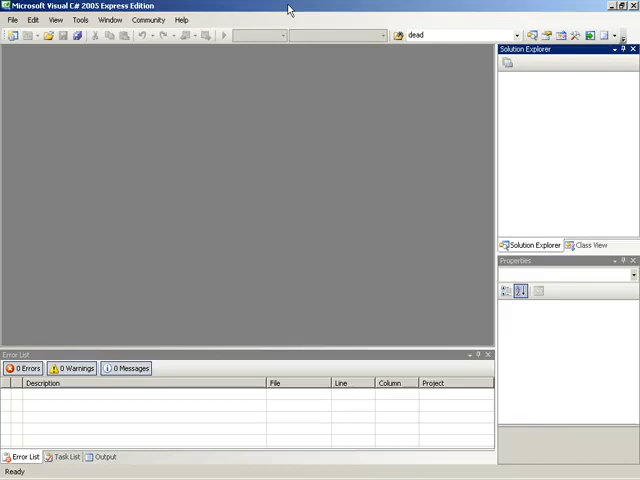 Microsoft Visual C# 2005 Express Edition
File Edit View Tools Window Community Help
dead
Solution Explorer
Solution Explorer Class View
Properties
Error List
0 Errors 0 Warnings 0 Messages
Description File Line Column Project
Error List Task List Output
Ready